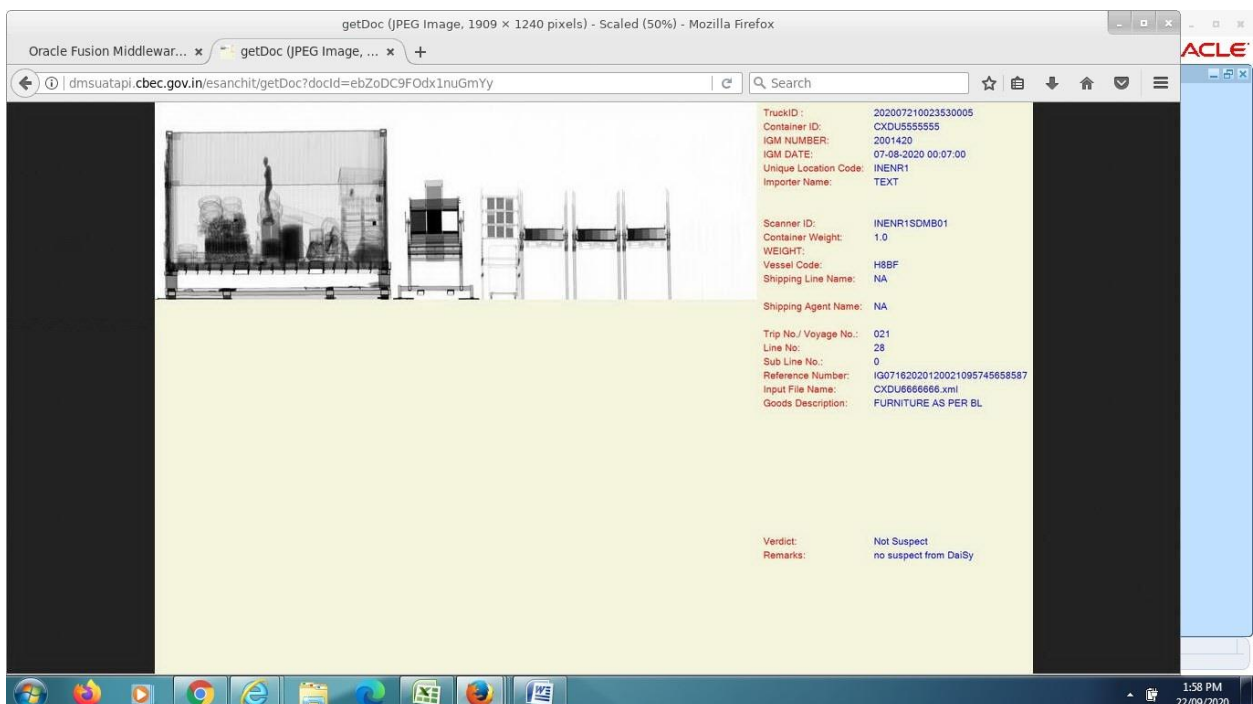 getDoc (JPEG Image, 1909 × 1240 pixels) - Scaled (50%) - Mozilla Firefox
Oracle Fusion Middlewar... × getDoc (JPEG Image, ... × +
ACLE
dmsuatapi.cbec.gov.in/esanchit/getDoc?docId=ebZoDC9FOdx1nuGmYy Search
TruckID : 202007210023530005
Container ID: CXDU5555555
IGM NUMBER: 2001420
IGM DATE: 07-08-2020 00:07:00
Unique Location Code: INENR1
Importer Name: TEXT
Scanner ID: INENR1SDMB01
Container Weight: 1.0
WEIGHT:
Vessel Code: H8BF
Shipping Line Name: NA
Shipping Agent Name: NA
Trip No./ Voyage No.: 021
Line No: 28
Sub Line No.: 0
Reference Number: IG07162020120021095745658587
Input File Name: CXDU6666666.xml
Goods Description: FURNITURE AS PER BL
Verdict: Not Suspect
Remarks: no suspect from DaiSy
1:58 PM
22/09/2020